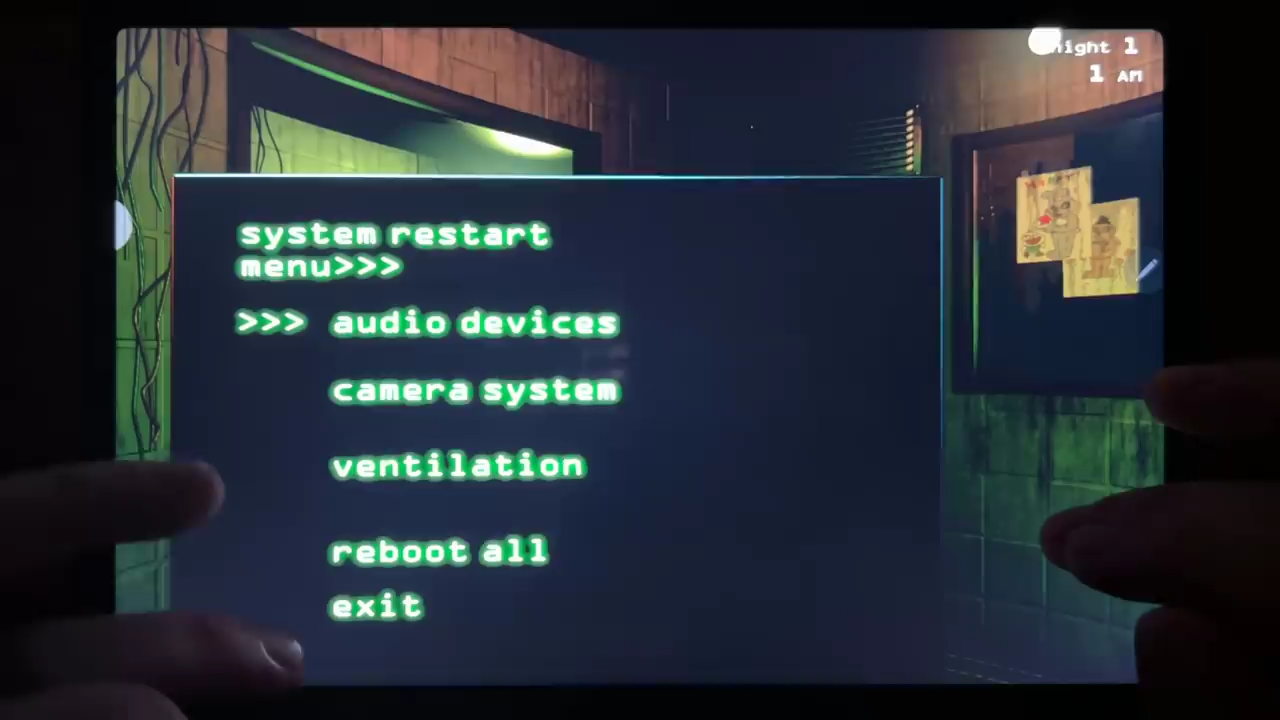 night 1
1 AM
system restart
menu>>>
>>> audio devices
camera system
ventilation
reboot all
exit